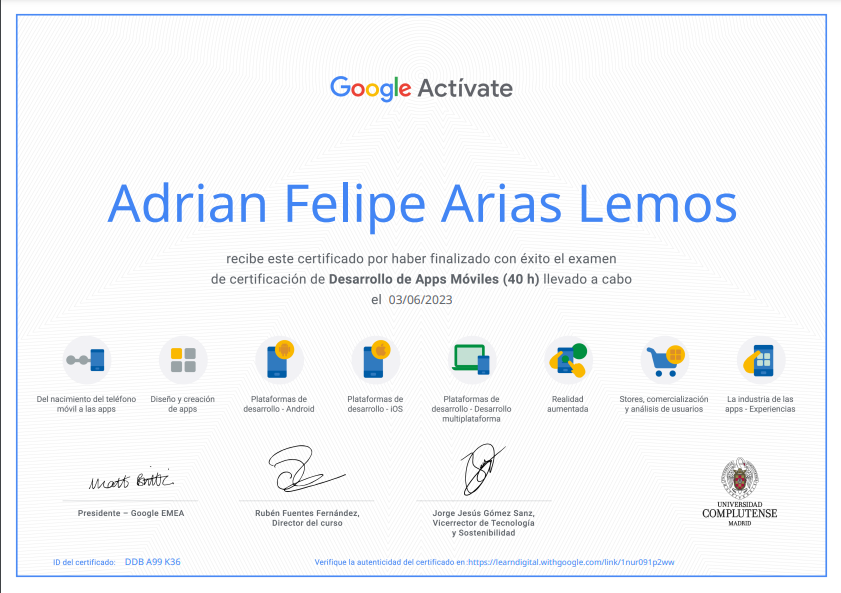 Google Actívate
Adrian Felipe Arias Lemos
recibe este certificado por haber finalizado con éxito el examen
de certificación de Desarrollo de Apps Móviles (40 h) llevado a cabo
el 03/06/2023
Del nacimiento del teléfono
móvil a las apps
Diseño y creación
de apps
Plataformas de
desarrollo - Android
Plataformas de
desarrollo - iOS
Plataformas de
desarrollo - Desarrollo
multiplataforma
Realidad
aumentada
Stores, comercialización
y análisis de usuarios
La industria de las
apps - Experiencias
Matt Brittin
Presidente – Google EMEA
Rubén Fuentes Fernández,
Director del curso
Jorge Jesús Gómez Sanz,
Vicerrector de Tecnología
y Sostenibilidad
UNIVERSIDAD
COMPLUTENSE
MADRID
ID del certificado: DDB A99 K36
Verifique la autenticidad del certificado en:https://learndigital.withgoogle.com/link/1nur091p2ww